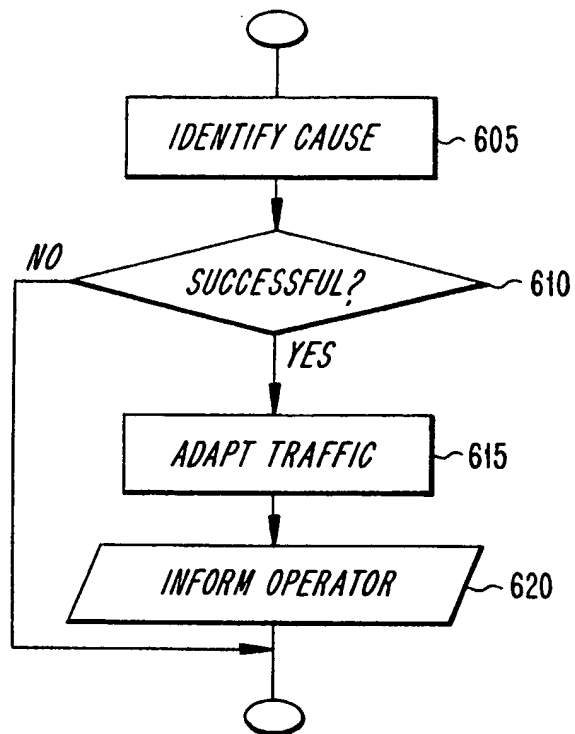 IDENTIFY CAUSE
605
NO
SUCCESSFUL?
610
YES
ADAPT TRAFFIC
615
INFORM OPERATOR
620